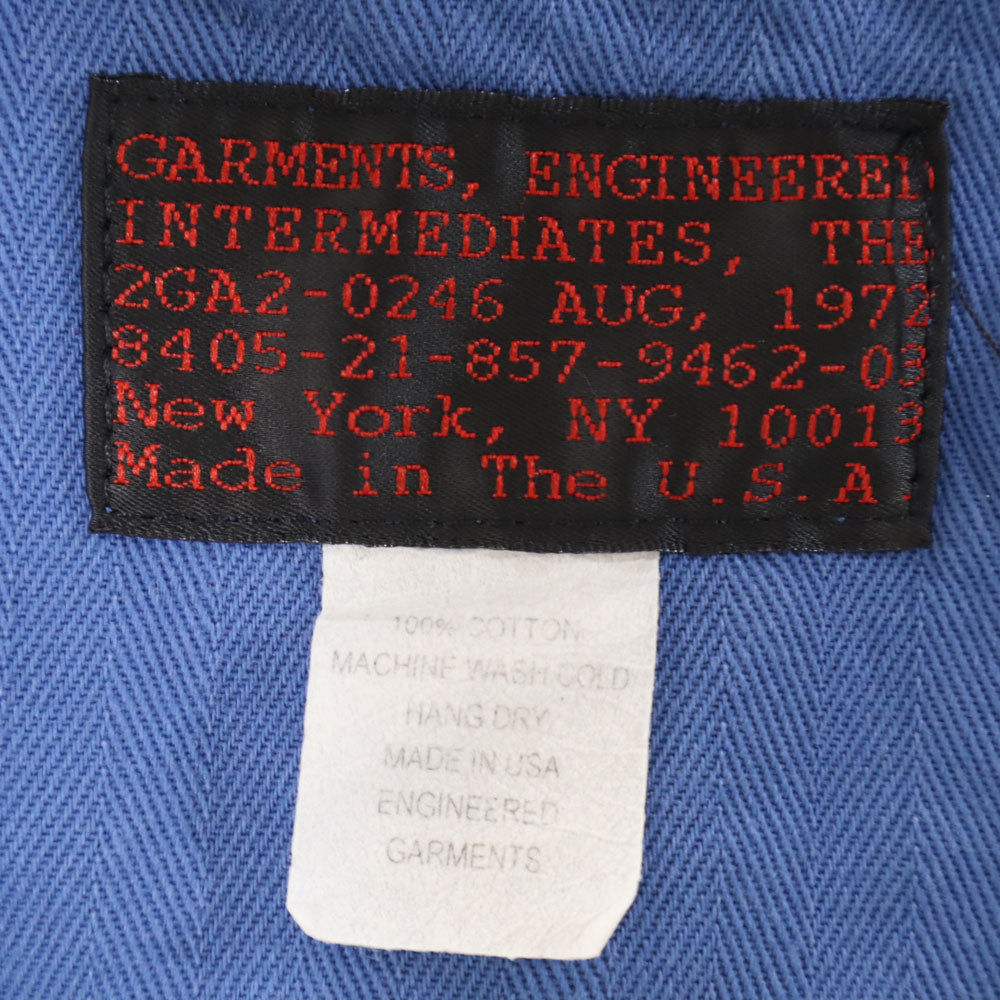 GARMENTS, ENGINEERED
INTERMEDIATES, THE
2GA2-0246 AUG, 1972
8405-21-857-9462-03
New York, NY 10013
Made in The U.S.A.
100% COTTON
MACHINE WASH COLD
HANG DRY
MADE IN USA
ENGINEERED
GARMENTS